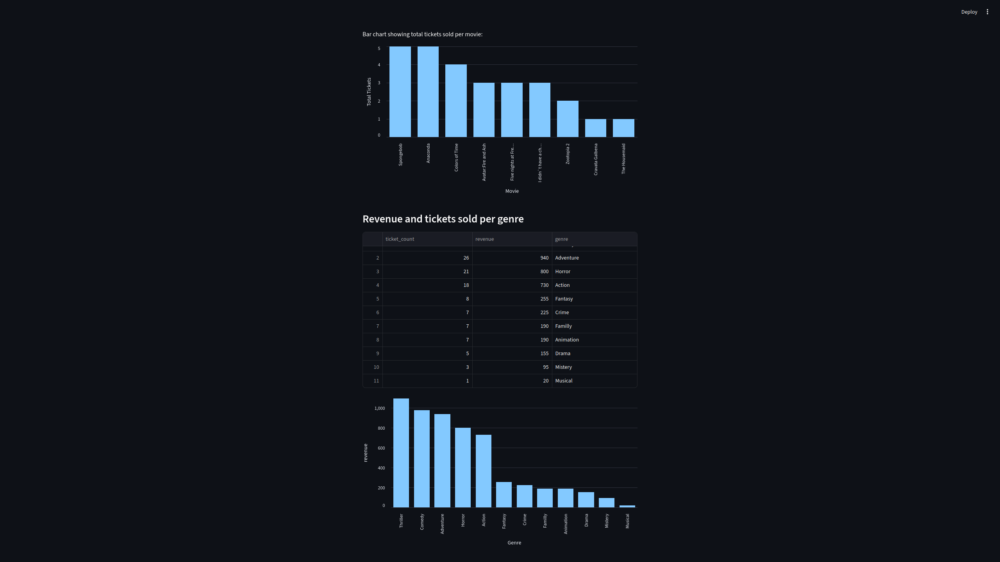 Deploy
Bar chart showing total tickets sold per movie:
Total Tickets
5
4
3
2
1
0
Spongebob
Anaconda
Colors of Time
Avatar:Fire and Ash
Five nights at Fre…
I didn`t have a ch…
Zootopia 2
Cravata Galbena
The Housemaid
Movie
Revenue and tickets sold per genre
ticket_count revenue genre
2 26 940 Adventure
3 21 800 Horror
4 18 730 Action
5 8 255 Fantasy
6 7 225 Crime
7 7 190 Familly
8 7 190 Animation
9 5 155 Drama
10 3 95 Mistery
11 1 20 Musical
revenue
1,000
800
600
400
200
0
Thriller
Comedy
Adventure
Horror
Action
Fantasy
Crime
Familly
Animation
Drama
Mistery
Musical
Genre